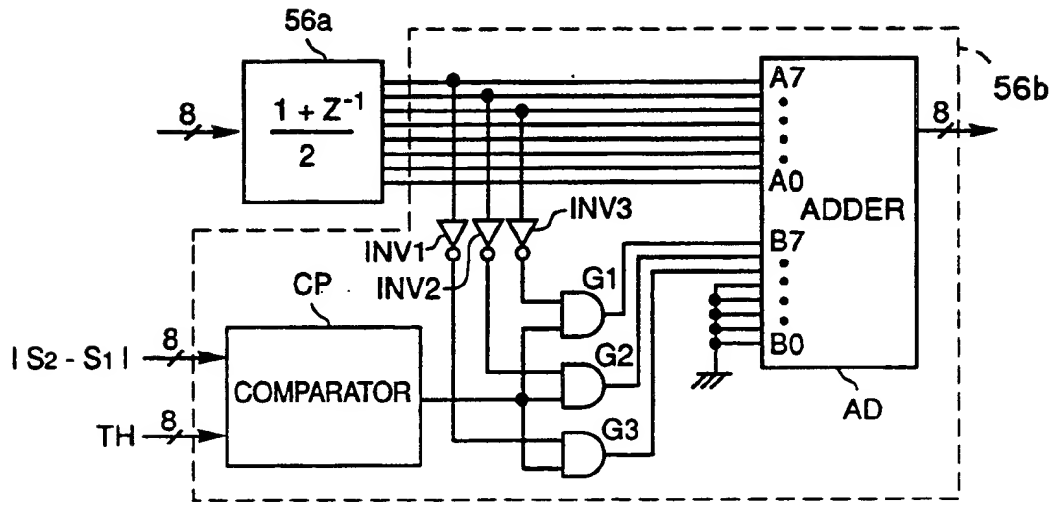 56a
56b
8
1 + Z-1
2
A7
A0
8
ADDER
INV1
INV2
INV3
B7
B0
G1
G2
G3
CP
8
| S2 - S1 |
COMPARATOR
8
TH
AD